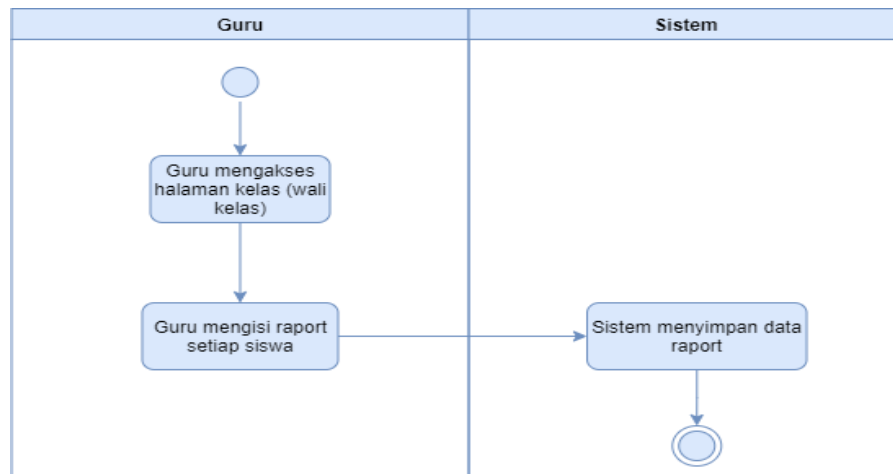 Guru
Sistem
Guru mengakses
halaman kelas (wali
kelas)
Guru mengisi raport
setiap siswa
Sistem menyimpan data
raport